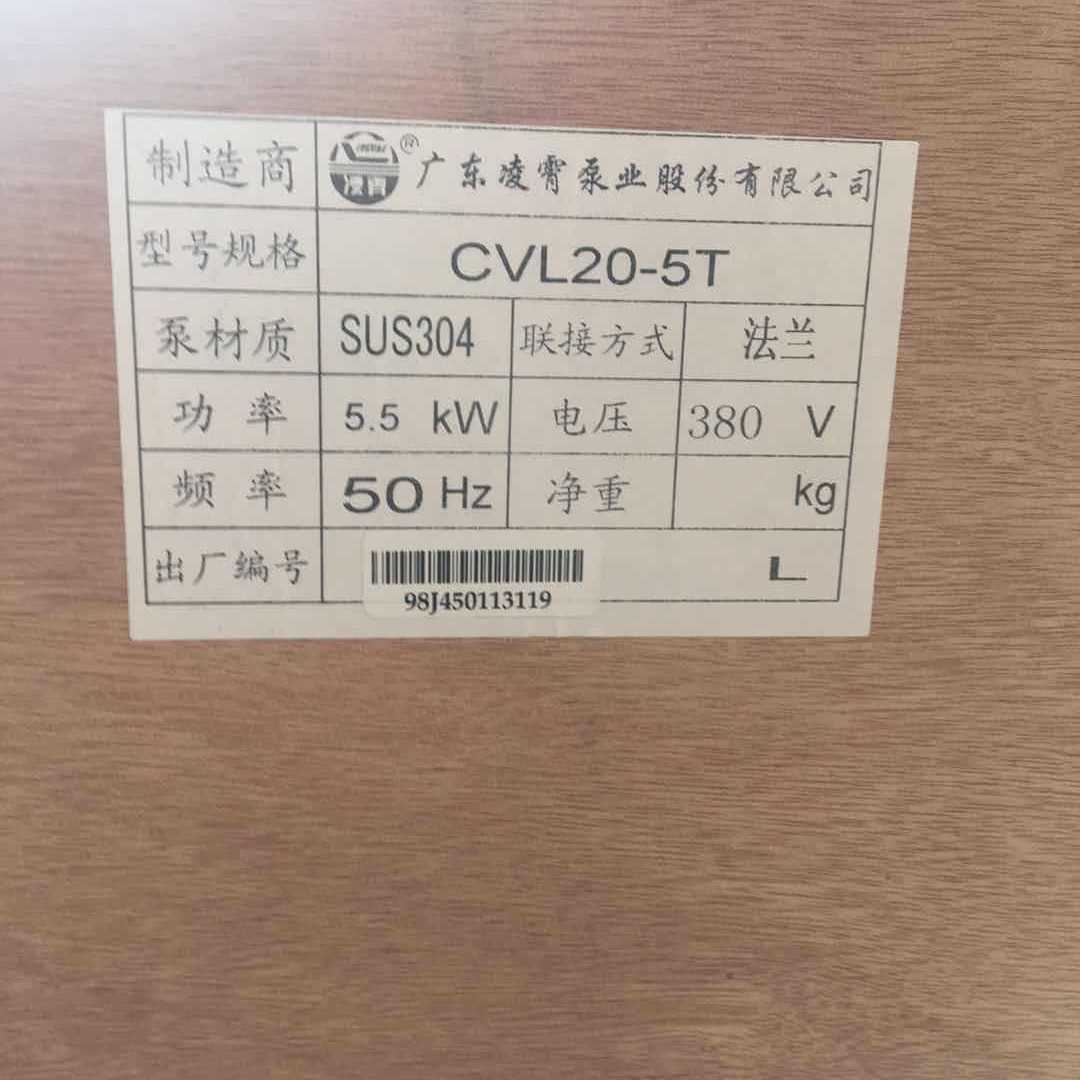 制造商 凌霄® 广东凌霄泵业股份有限公司
型号规格 CVL20-5T
泵材质 SUS304 联接方式 法兰
功率 5.5 kW 电压 380 V
频率 50 Hz 净重 kg
出厂编号 L
98J450113119